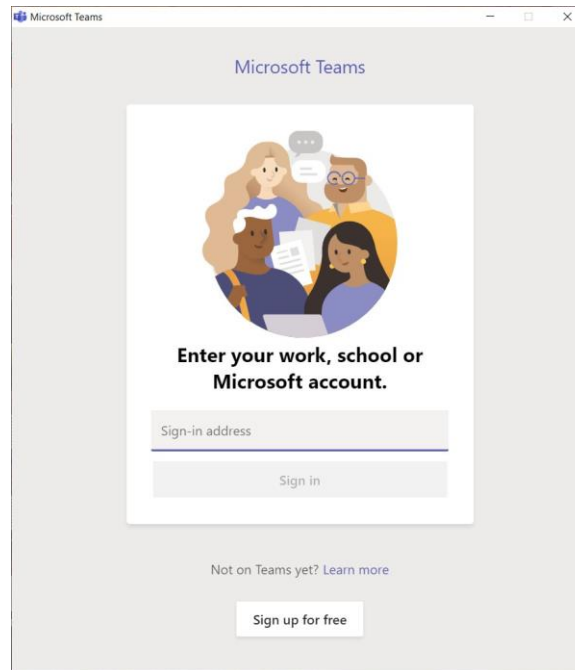 Microsoft Teams
Microsoft Teams
Enter your work, school or
Microsoft account.
Sign-in address
Sign in
Not on Teams yet? Learn more
Sign up for free